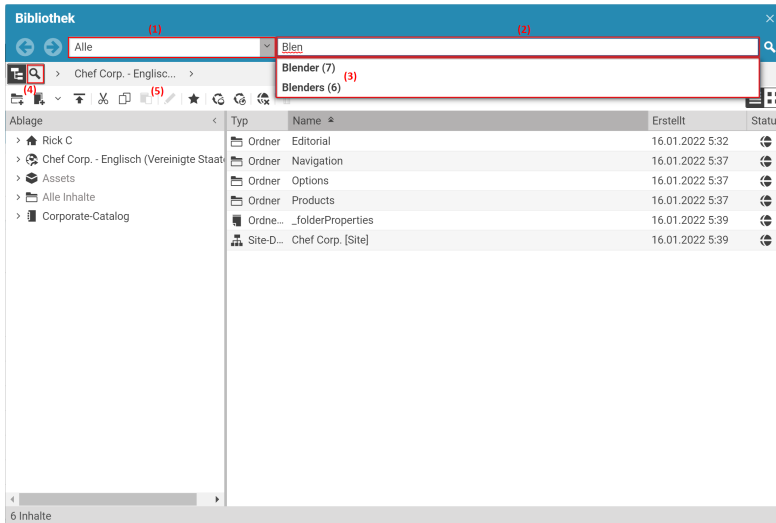 Bibliothek
(1)
(2)
Alle
Blen
Blender (7)
(3)
Blenders (6)
Chef Corp. - Englisc...
(4)
(5)
Ablage
Typ
Name
Erstellt
Statu
Rick C
Chef Corp. - Englisch (Vereinigte Staat
Assets
Alle Inhalte
Corporate-Catalog
Ordner Editorial 16.01.2022 5:32
Ordner Navigation 16.01.2022 5:37
Ordner Options 16.01.2022 5:37
Ordner Products 16.01.2022 5:37
Ordne... _folderProperties 16.01.2022 5:39
Site-D... Chef Corp. [Site] 16.01.2022 5:39
6 Inhalte